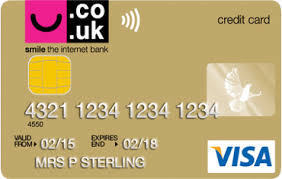 .co
.uk
credit card
smile the internet bank
4321 1234 1234 1234
4550
VALID FROM 02/15 EXPIRES END 02/18
MRS P STERLING
VISA